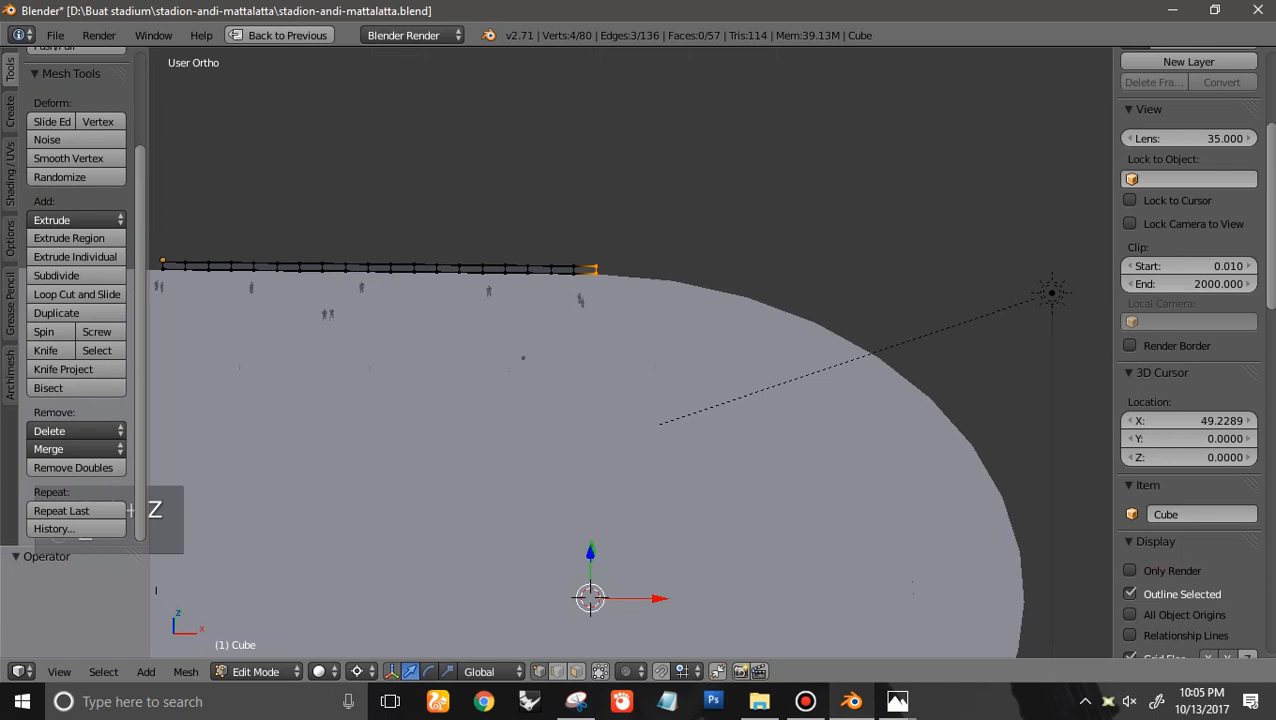 Blender* [D:\Buat stadium\stadion-andi-mattalatta\stadion-andi-mattalatta.blend]
File Render Window Help Back to Previous Blender Render v2.71 | Verts:4/80 | Edges:3/136 | Faces:0/57 | Tris:114 | Mem:39.13M | Cube
User Ortho
Tools
Create
Shading / UVs
Options
Grease Pencil
Archimesh
Mesh Tools
Deform:
Slide Ed Vertex
Noise
Smooth Vertex
Randomize
Add:
Extrude
Extrude Region
Extrude Individual
Subdivide
Loop Cut and Slide
Duplicate
Spin Screw
Knife Select
Knife Project
Bisect
Remove:
Delete
Merge
Remove Doubles
Repeat:
Repeat Last
History...
+ Z
Operator
z
x
(1) Cube
New Layer
Delete Fra... Convert
View
Lens: 35.000
Lock to Object:
Lock to Cursor
Lock Camera to View
Clip:
Start: 0.010
End: 2000.000
Local Camera:
Render Border
3D Cursor
Location:
X: 49.2289
Y: 0.0000
Z: 0.0000
Item
Cube
Display
Only Render
Outline Selected
All Object Origins
Relationship Lines
View Select Add Mesh Edit Mode Global
Type here to search
10:05 PM
10/13/2017